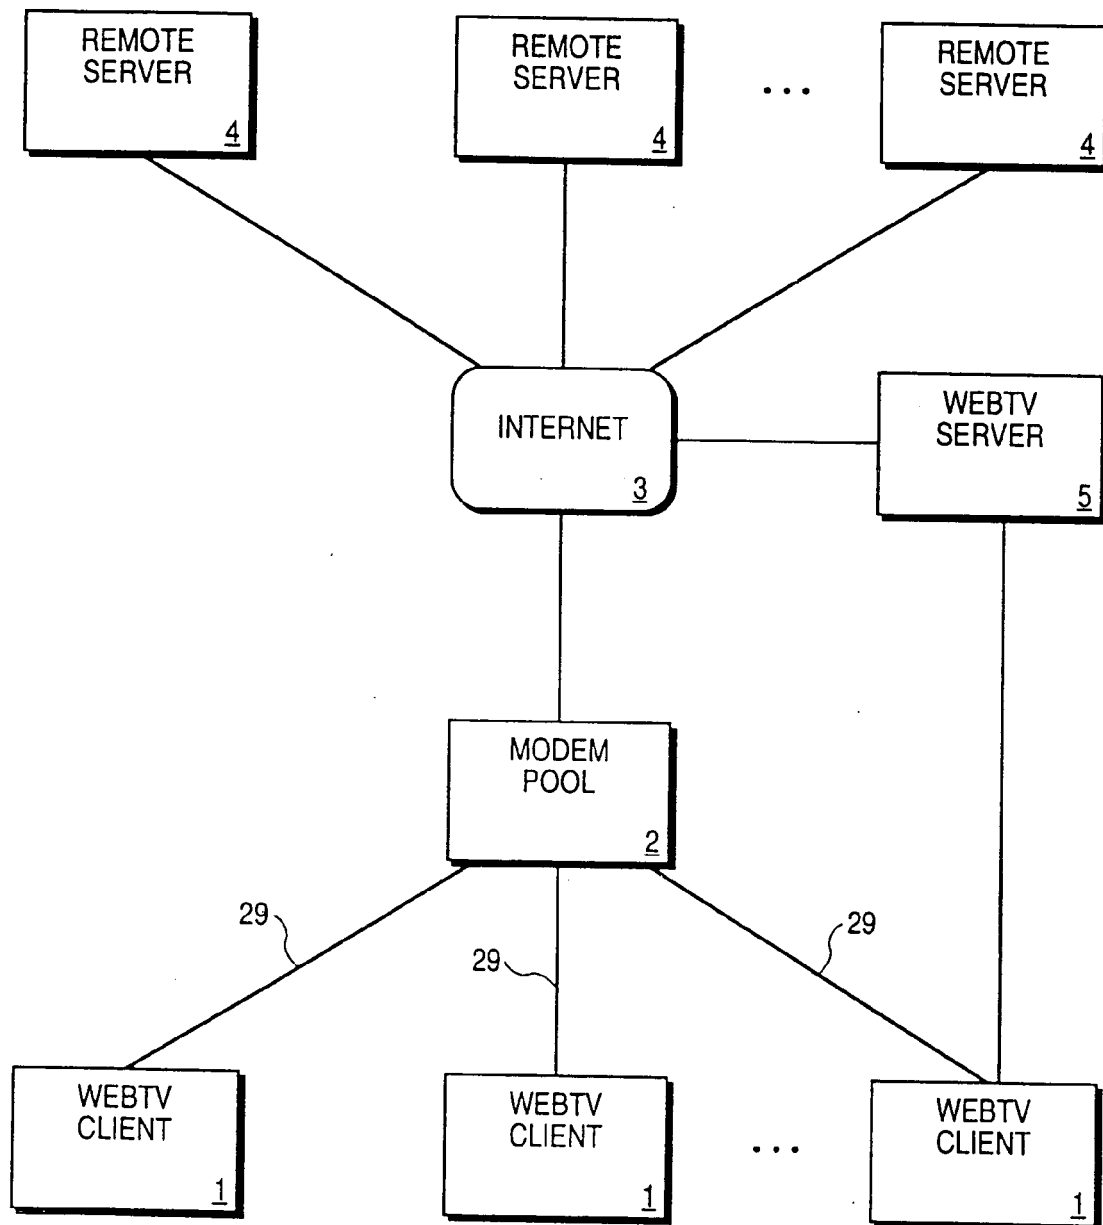 REMOTE
SERVER
4
REMOTE
SERVER
4
...
REMOTE
SERVER
4
INTERNET
3
WEBTV
SERVER
5
MODEM
POOL
2
29
29
29
WEBTV
CLIENT
1
WEBTV
CLIENT
1
...
WEBTV
CLIENT
1